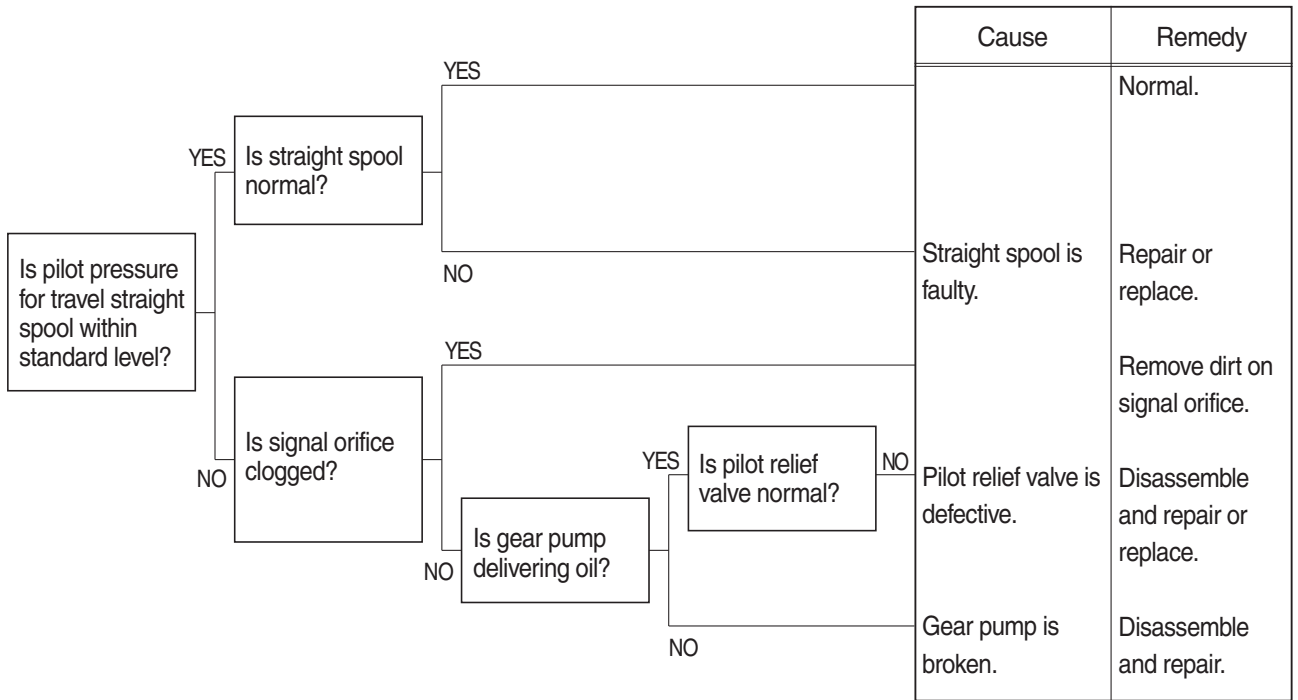 Cause
Remedy
YES
Normal.
YES
Is straight spool
normal?
NO
Straight spool is
faulty.
Repair or
replace.
Is pilot pressure
for travel straight
spool within
standard level?
YES
Remove dirt on
signal orifice.
NO
Is signal orifice
clogged?
YES
Is pilot relief
valve normal?
NO
Pilot relief valve is
defective.
Disassemble
and repair or
replace.
NO
Is gear pump
delivering oil?
NO
Gear pump is
broken.
Disassemble
and repair.